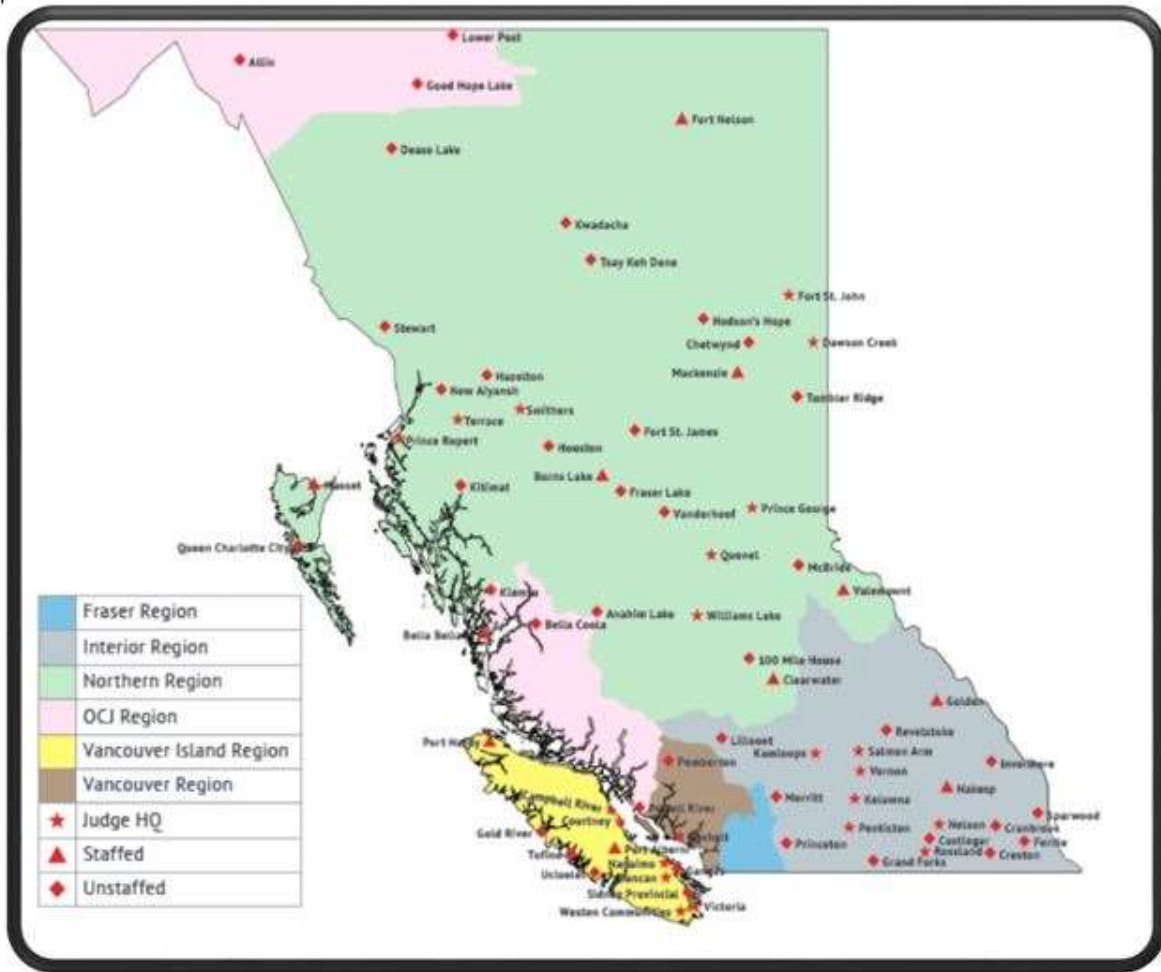 Lower Post
Atlin
Good Hope Lake
Fort Nelson
Dease Lake
Kwadacha
Tsay Keh Dene
Fort St. John
Hudson's Hope
Stewart
Chetwynd
Dawson Creek
Mackenzie
Hazelton
New Aiyansh
Tumbler Ridge
Smithers
Terrace
Fort St. James
Prince Rupert
Houston
Burns Lake
Masset
Kitimat
Fraser Lake
Prince George
Vanderhoof
Queen Charlotte City
Quesnel
McBride
Valemount
Klemtu
Anahim Lake
Williams Lake
Bella Bella
Bella Coola
100 Mile House
Clearwater
Golden
Revelstoke
Port Hardy
Lillooet
Kamloops
Salmon Arm
Pemberton
Invermere
Vernon
Nakusp
Merritt
Kelowna
Campbell River
Powell River
Sparwood
Courtney
Penticton
Nelson
Cranbrook
Gold River
Sechelt
Princeton
Castlegar
Fernie
Tofino
Port Alberni
Rossland
Creston
Nanaimo
Grand Forks
Ucluelet
Ganges
Duncan
Sidney Provincial
Victoria
Westen Communities
Fraser Region
Interior Region
Northern Region
OCJ Region
Vancouver Island Region
Vancouver Region
Judge HQ
Staffed
Unstaffed